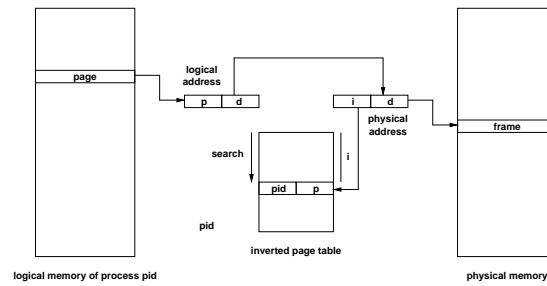 page
logical
address
p d
i d
physical
address
frame
search
i
pid p
pid
inverted page table
logical memory of process pid
physical memory